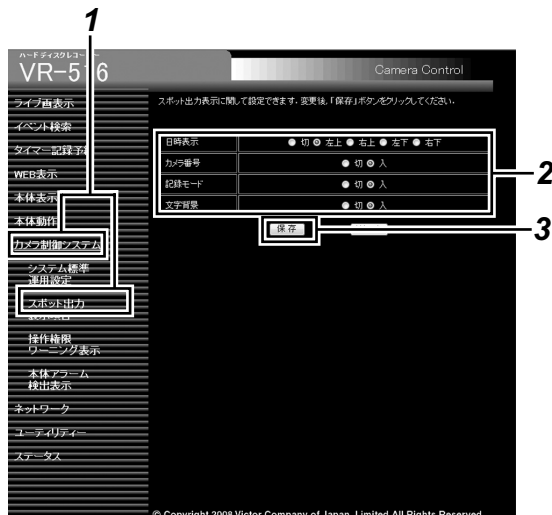 1
ハードディスクレコーダー
VR-516
Camera Control
ライブ画表示
スポット出力表示に関して設定できます．変更後，「保存」ボタンをクリックしてください．
イベント検索
タイマー記録予
日時表示 切 左上 右上 左下 右下
カメラ番号 切 入
記録モード 切 入
文字背景 切 入
2
WEB表示
本体表示
本体動作
保存
3
カメラ制御システム
システム標準
運用設定
スポット出力
操作権限
ワーニング表示
本体アラーム
検出表示
ネットワーク
ユーティリティー
ステータス
© Copyright 2008 Victor Company of Japan, Limited All Rights Reserved